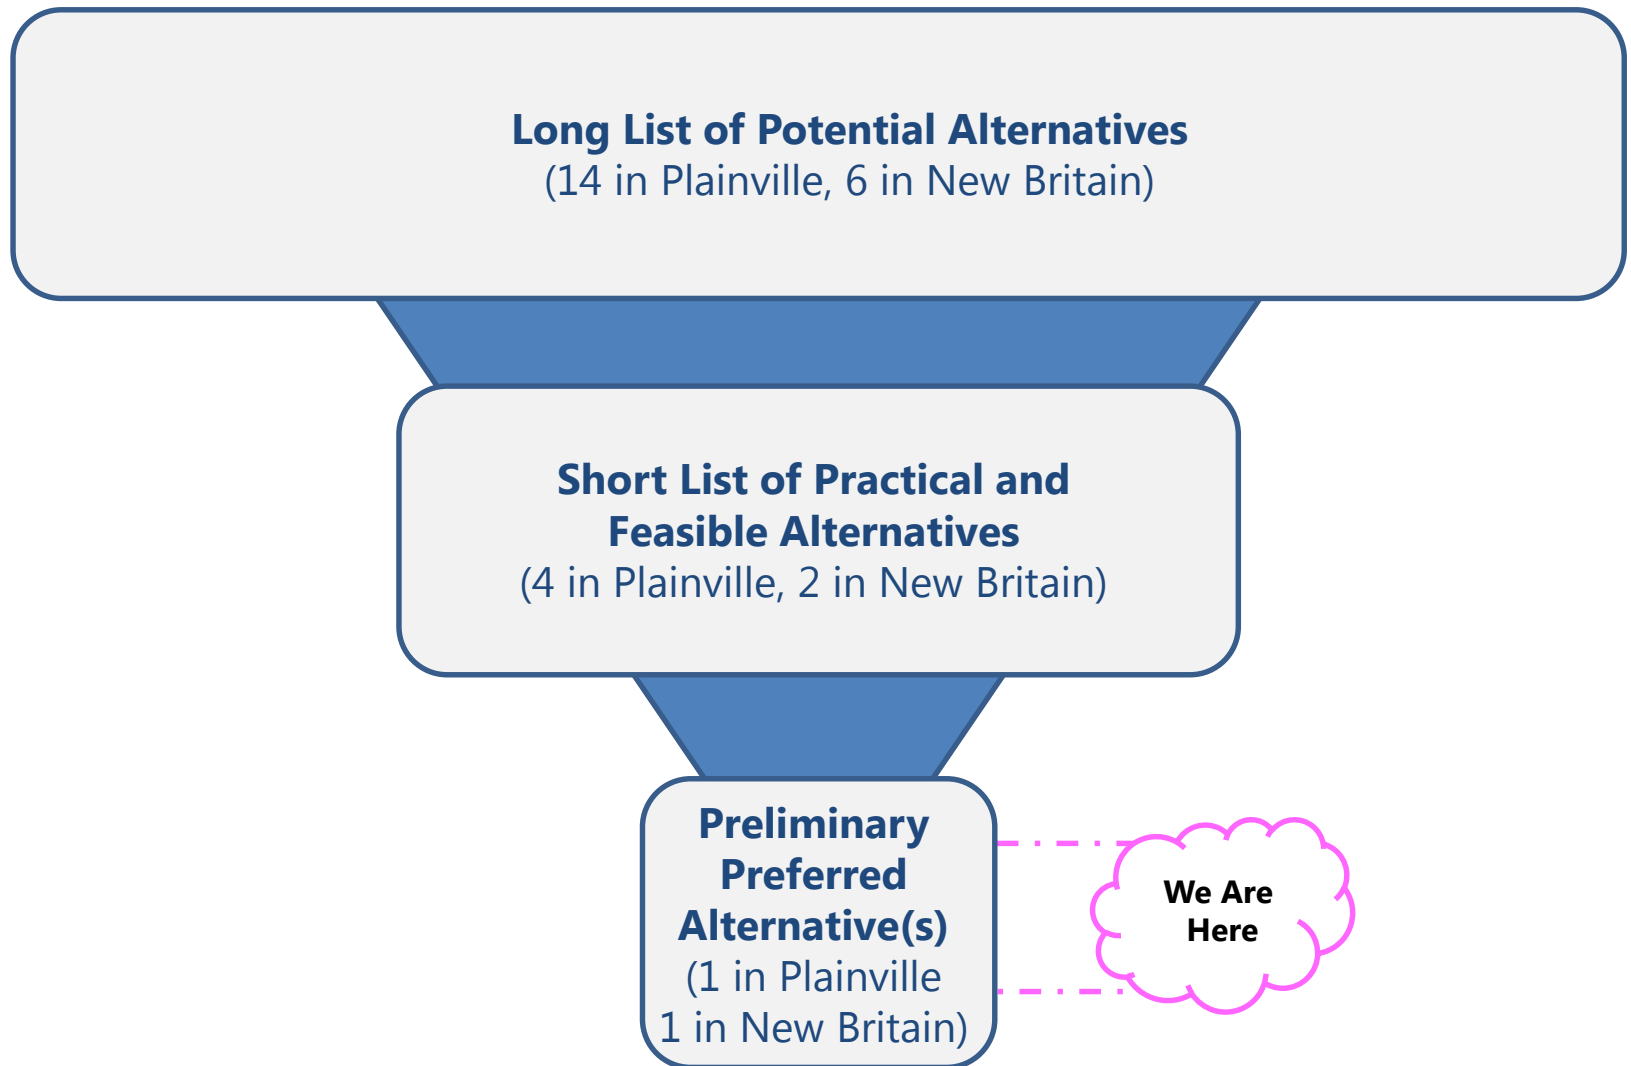 Long List of Potential Alternatives
(14 in Plainville, 6 in New Britain)
Short List of Practical and
Feasible Alternatives
(4 in Plainville, 2 in New Britain)
Preliminary
Preferred
Alternative(s)
(1 in Plainville
1 in New Britain)
We Are
Here